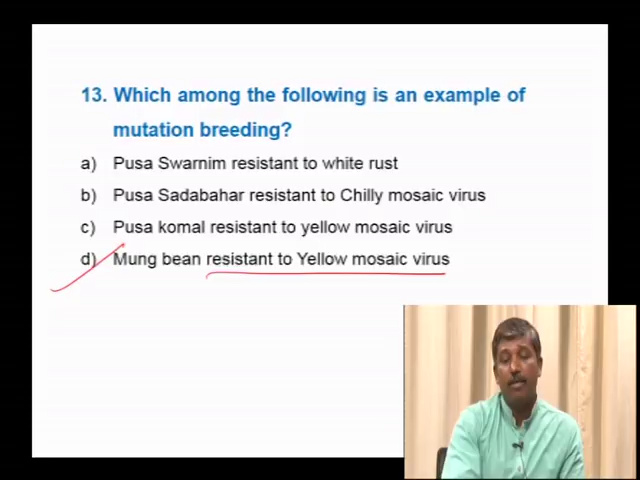 13. Which among the following is an example of
mutation breeding?
a) Pusa Swarnim resistant to white rust
b) Pusa Sadabahar resistant to Chilly mosaic virus
c) Pusa komal resistant to yellow mosaic virus
d) Mung bean resistant to Yellow mosaic virus